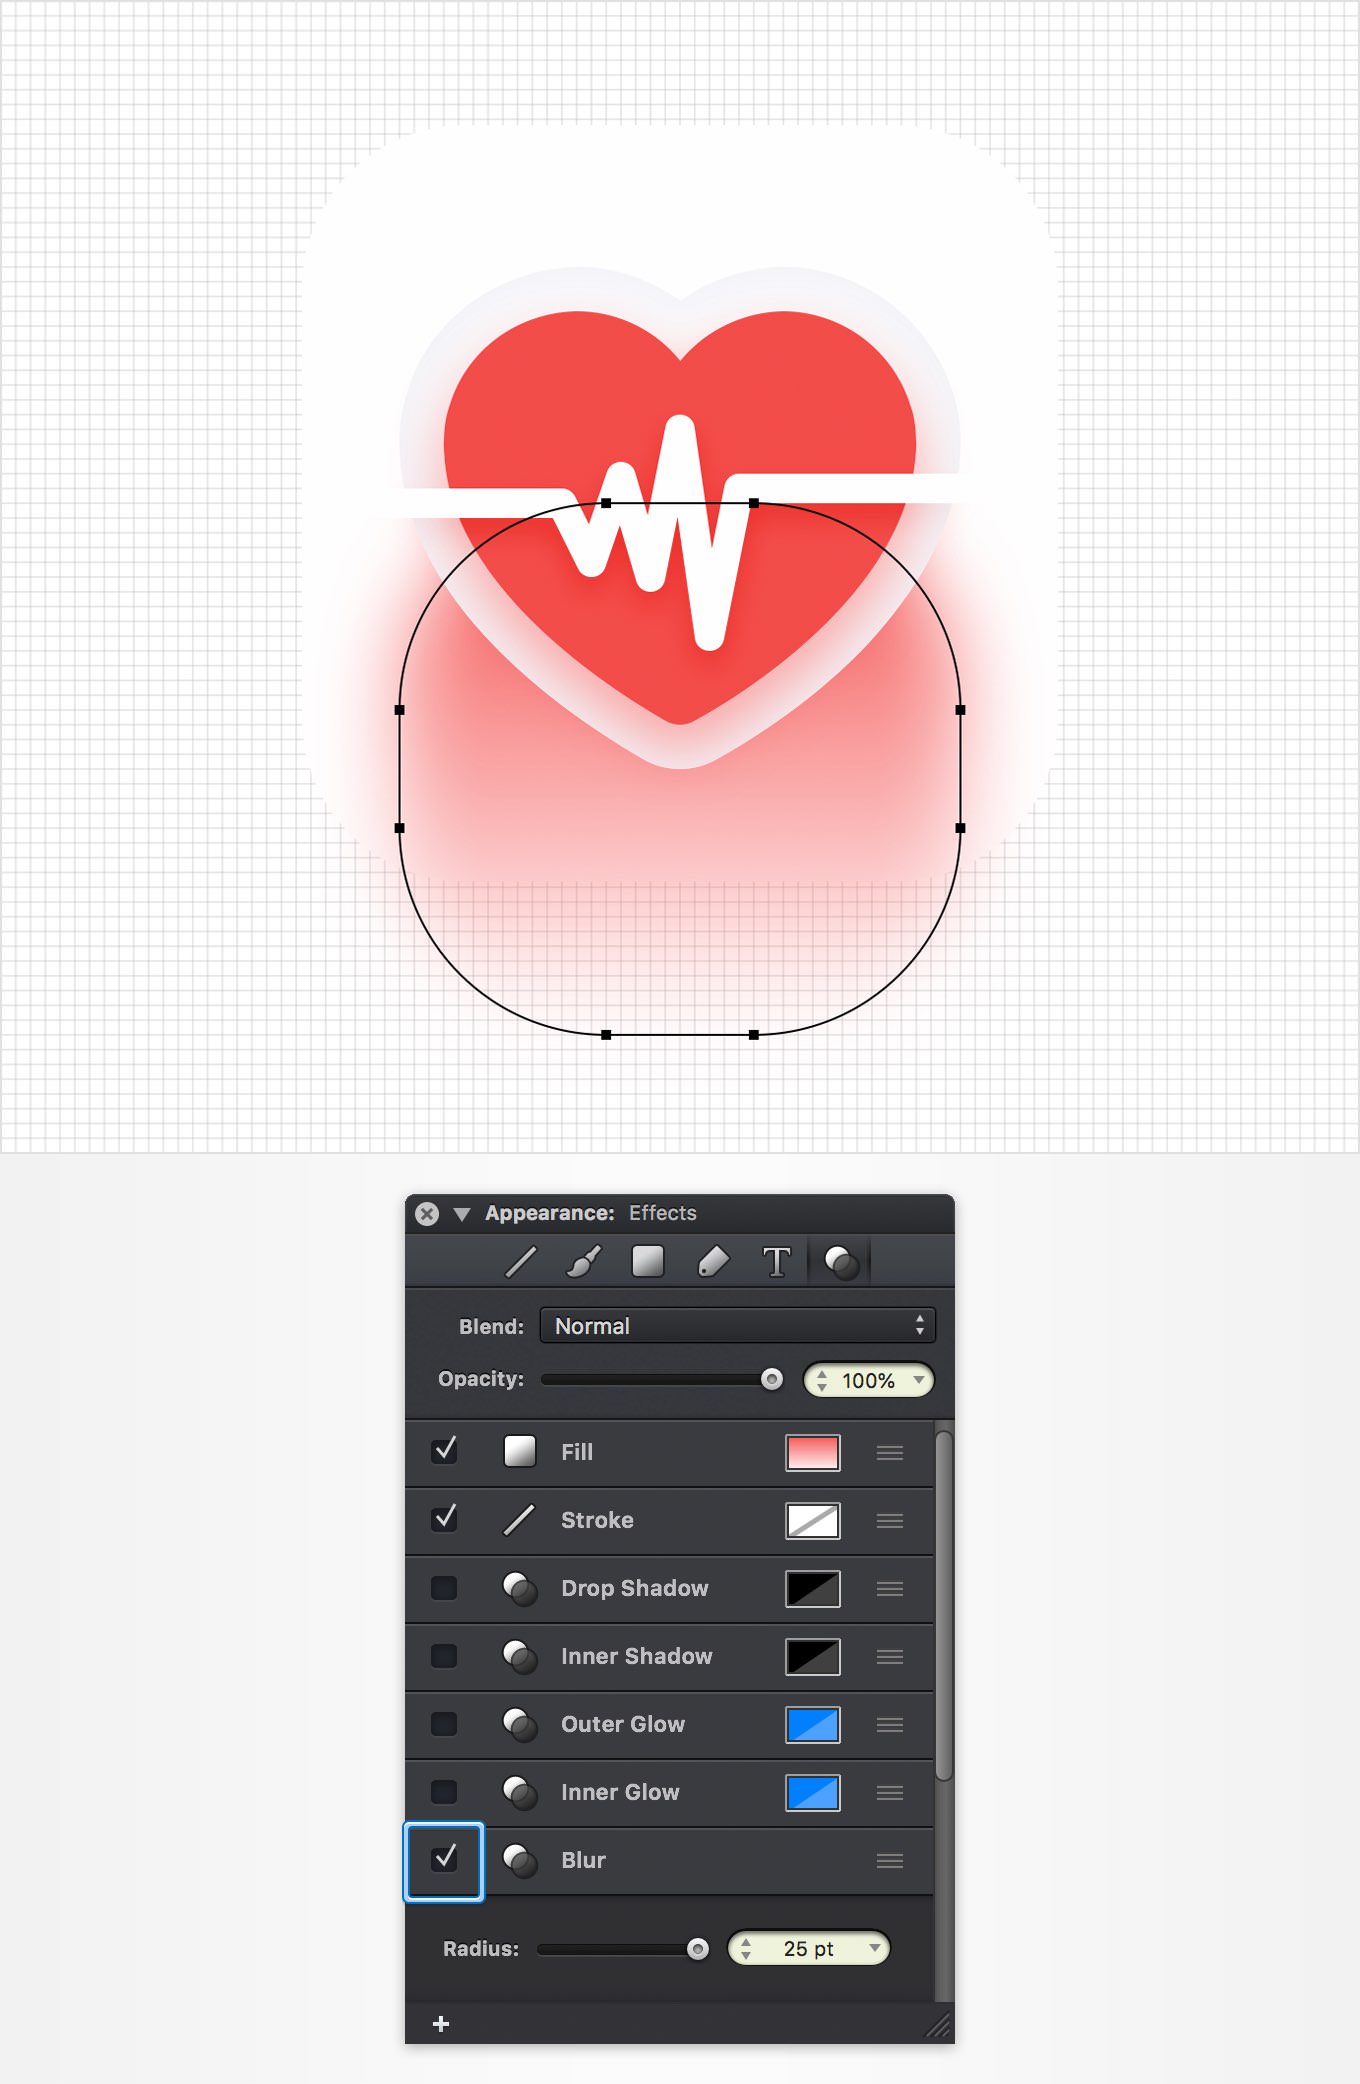 Appearance: Effects
T
Blend: Normal
Opacity: 100%
Fill
Stroke
Drop Shadow
Inner Shadow
Outer Glow
Inner Glow
Blur
Radius: 25 pt